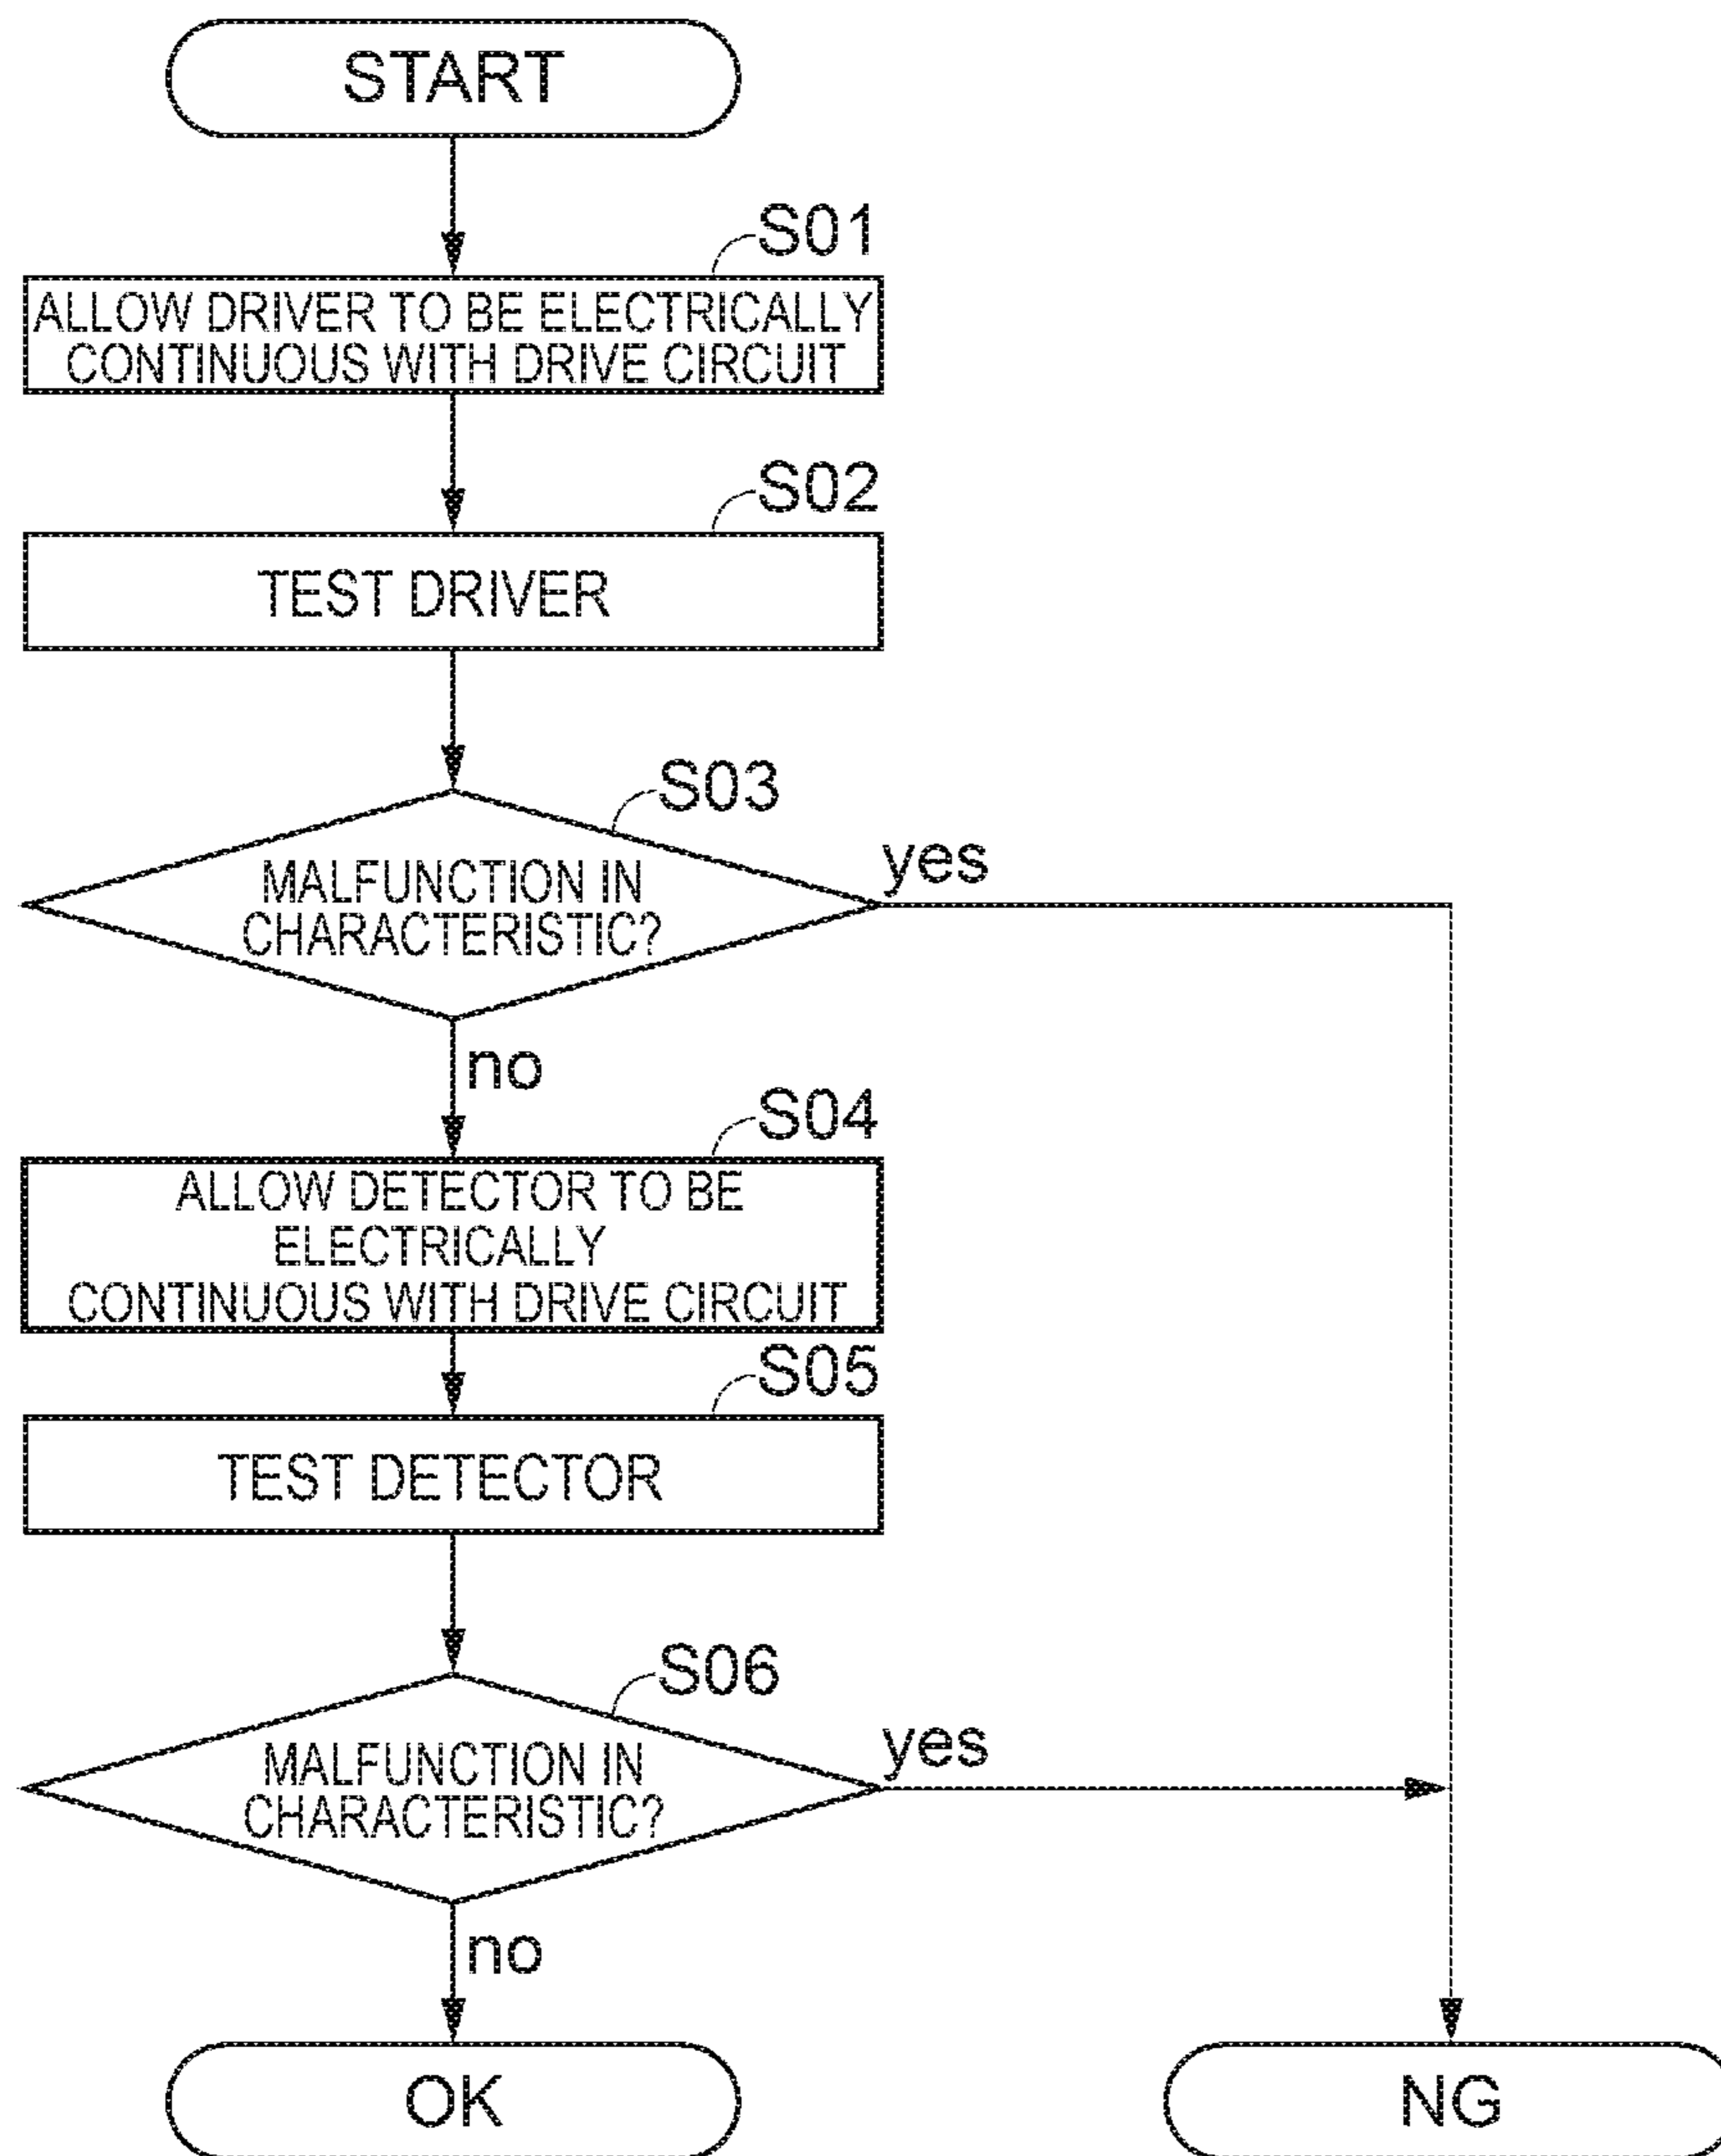 START
S01
ALLOW DRIVER TO BE ELECTRICALLY
CONTINUOUS WITH DRIVE CIRCUIT
S02
TEST DRIVER
S03
MALFUNCTION IN
CHARACTERISTIC?
yes
no
S04
ALLOW DETECTOR TO BE
ELECTRICALLY
CONTINUOUS WITH DRIVE CIRCUIT
S05
TEST DETECTOR
S06
MALFUNCTION IN
CHARACTERISTIC?
yes
no
OK
NG